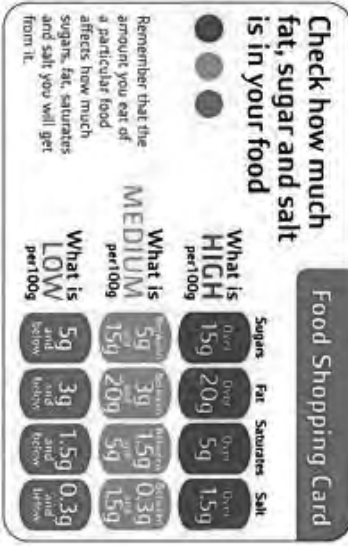 Check how much
fat, sugar and salt
is in your food
Remember that the
amount you eat of
a particular food
affects how much
sugars, fat, saturates
and salt you will get
from it.
Food Shopping Card
Sugars Fat Saturates Salt
What is
HIGH
per100g
Over
15g
Over
20g
Over
5g
Over
1.5g
What is
MEDIUM
per100g
Between
5g
and
15g
Between
3g
and
20g
Between
1.5g
and
5g
Between
0.3g
and
1.5g
What is
LOW
per100g
5g
and
below
3g
and
below
1.5g
and
below
0.3g
and
below